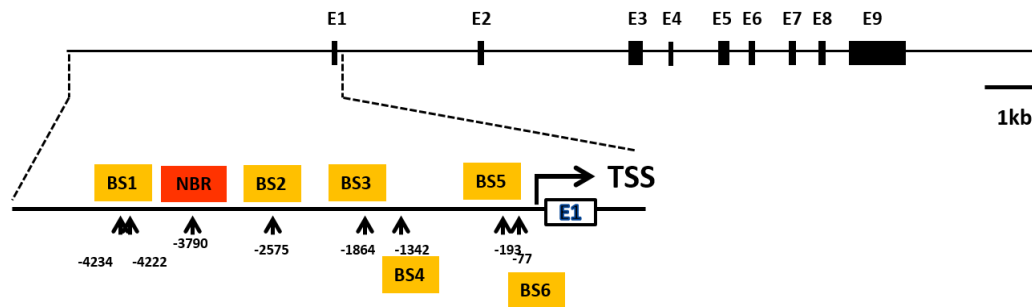 E1 E2 E3 E4 E5 E6 E7 E8 E9
1kb
BS1 NBR BS2 BS3 BS5 TSS
E1
-4234 -4222 -3790 -2575 -1864 -1342 -193 -77
BS4 BS6